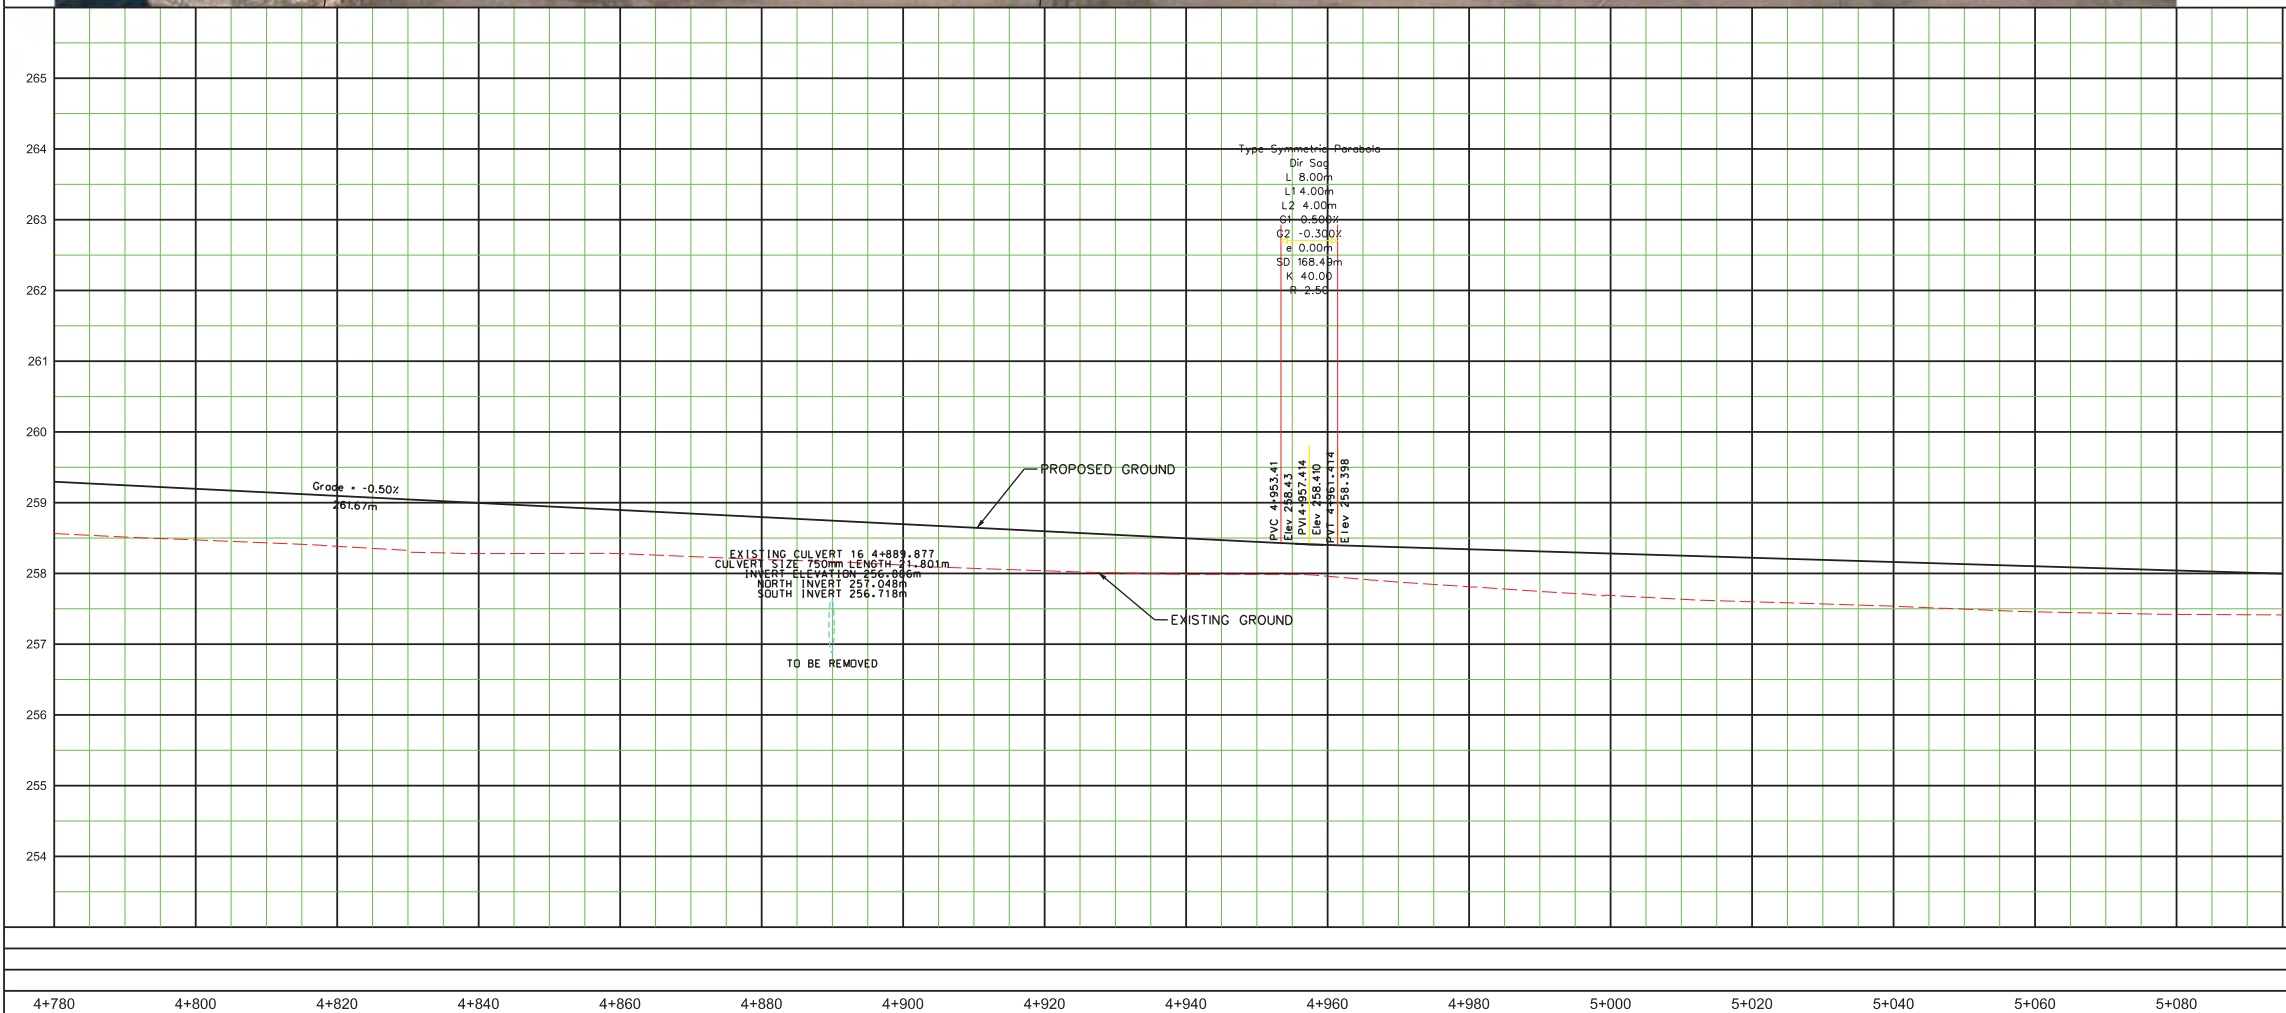 265
264
263
262
261
260
259
258
257
256
255
254
Type Symmetric Parabola
Dir Sag
L 8.00m
L1 4.00m
L2 4.00m
G1 -0.500%
G2 -0.300%
e 0.00m
SD 168.49m
K 40.00
R 2.50
PVC 4+953.41
Elev 258.43
PVI 4+957.414
Elev 258.410
PVT 4+961.414
Elev 258.398
Grade = -0.50%
261.67m
PROPOSED GROUND
EXISTING CULVERT 16 4+889.877
CULVERT SIZE 750mm LENGTH 21.801m
INVERT ELEVATION 256.886m
NORTH INVERT 257.048m
SOUTH INVERT 256.718m
TO BE REMOVED
EXISTING GROUND
4+780 4+800 4+820 4+840 4+860 4+880 4+900 4+920 4+940 4+960 4+980 5+000 5+020 5+040 5+060 5+080